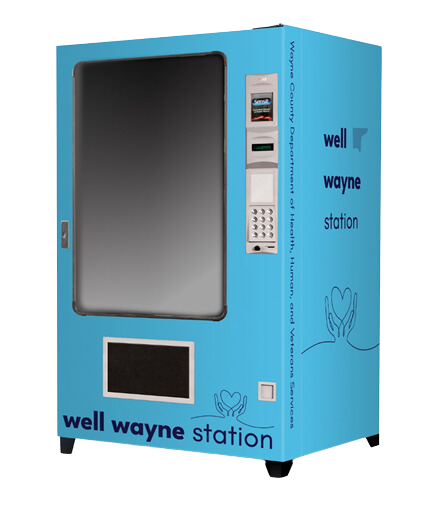 well wayne station
Wayne County Department of Health, Human, and Veterans Services
well
wayne
station